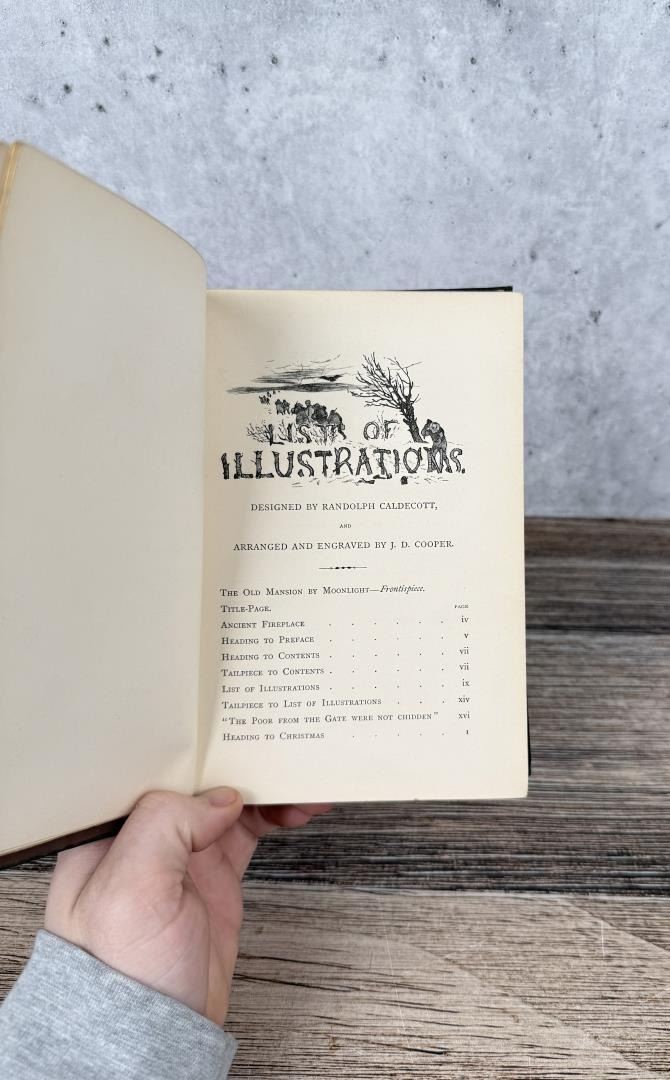 LIST OF
ILLUSTRATIONS.
DESIGNED BY RANDOLPH CALDECOTT,
AND
ARRANGED AND ENGRAVED BY J. D. COOPER.
The Old Mansion by Moonlight—Frontispiece.
Title-Page. PAGE
Ancient Fireplace . . . . . . iv
Heading to Preface . . . . . . v
Heading to Contents . . . . . . vii
Tailpiece to Contents . . . . . . vii
List of Illustrations . . . . . . ix
Tailpiece to List of Illustrations . . . xiv
"The Poor from the Gate were not chidden" xvi
Heading to Christmas . . . . . 1